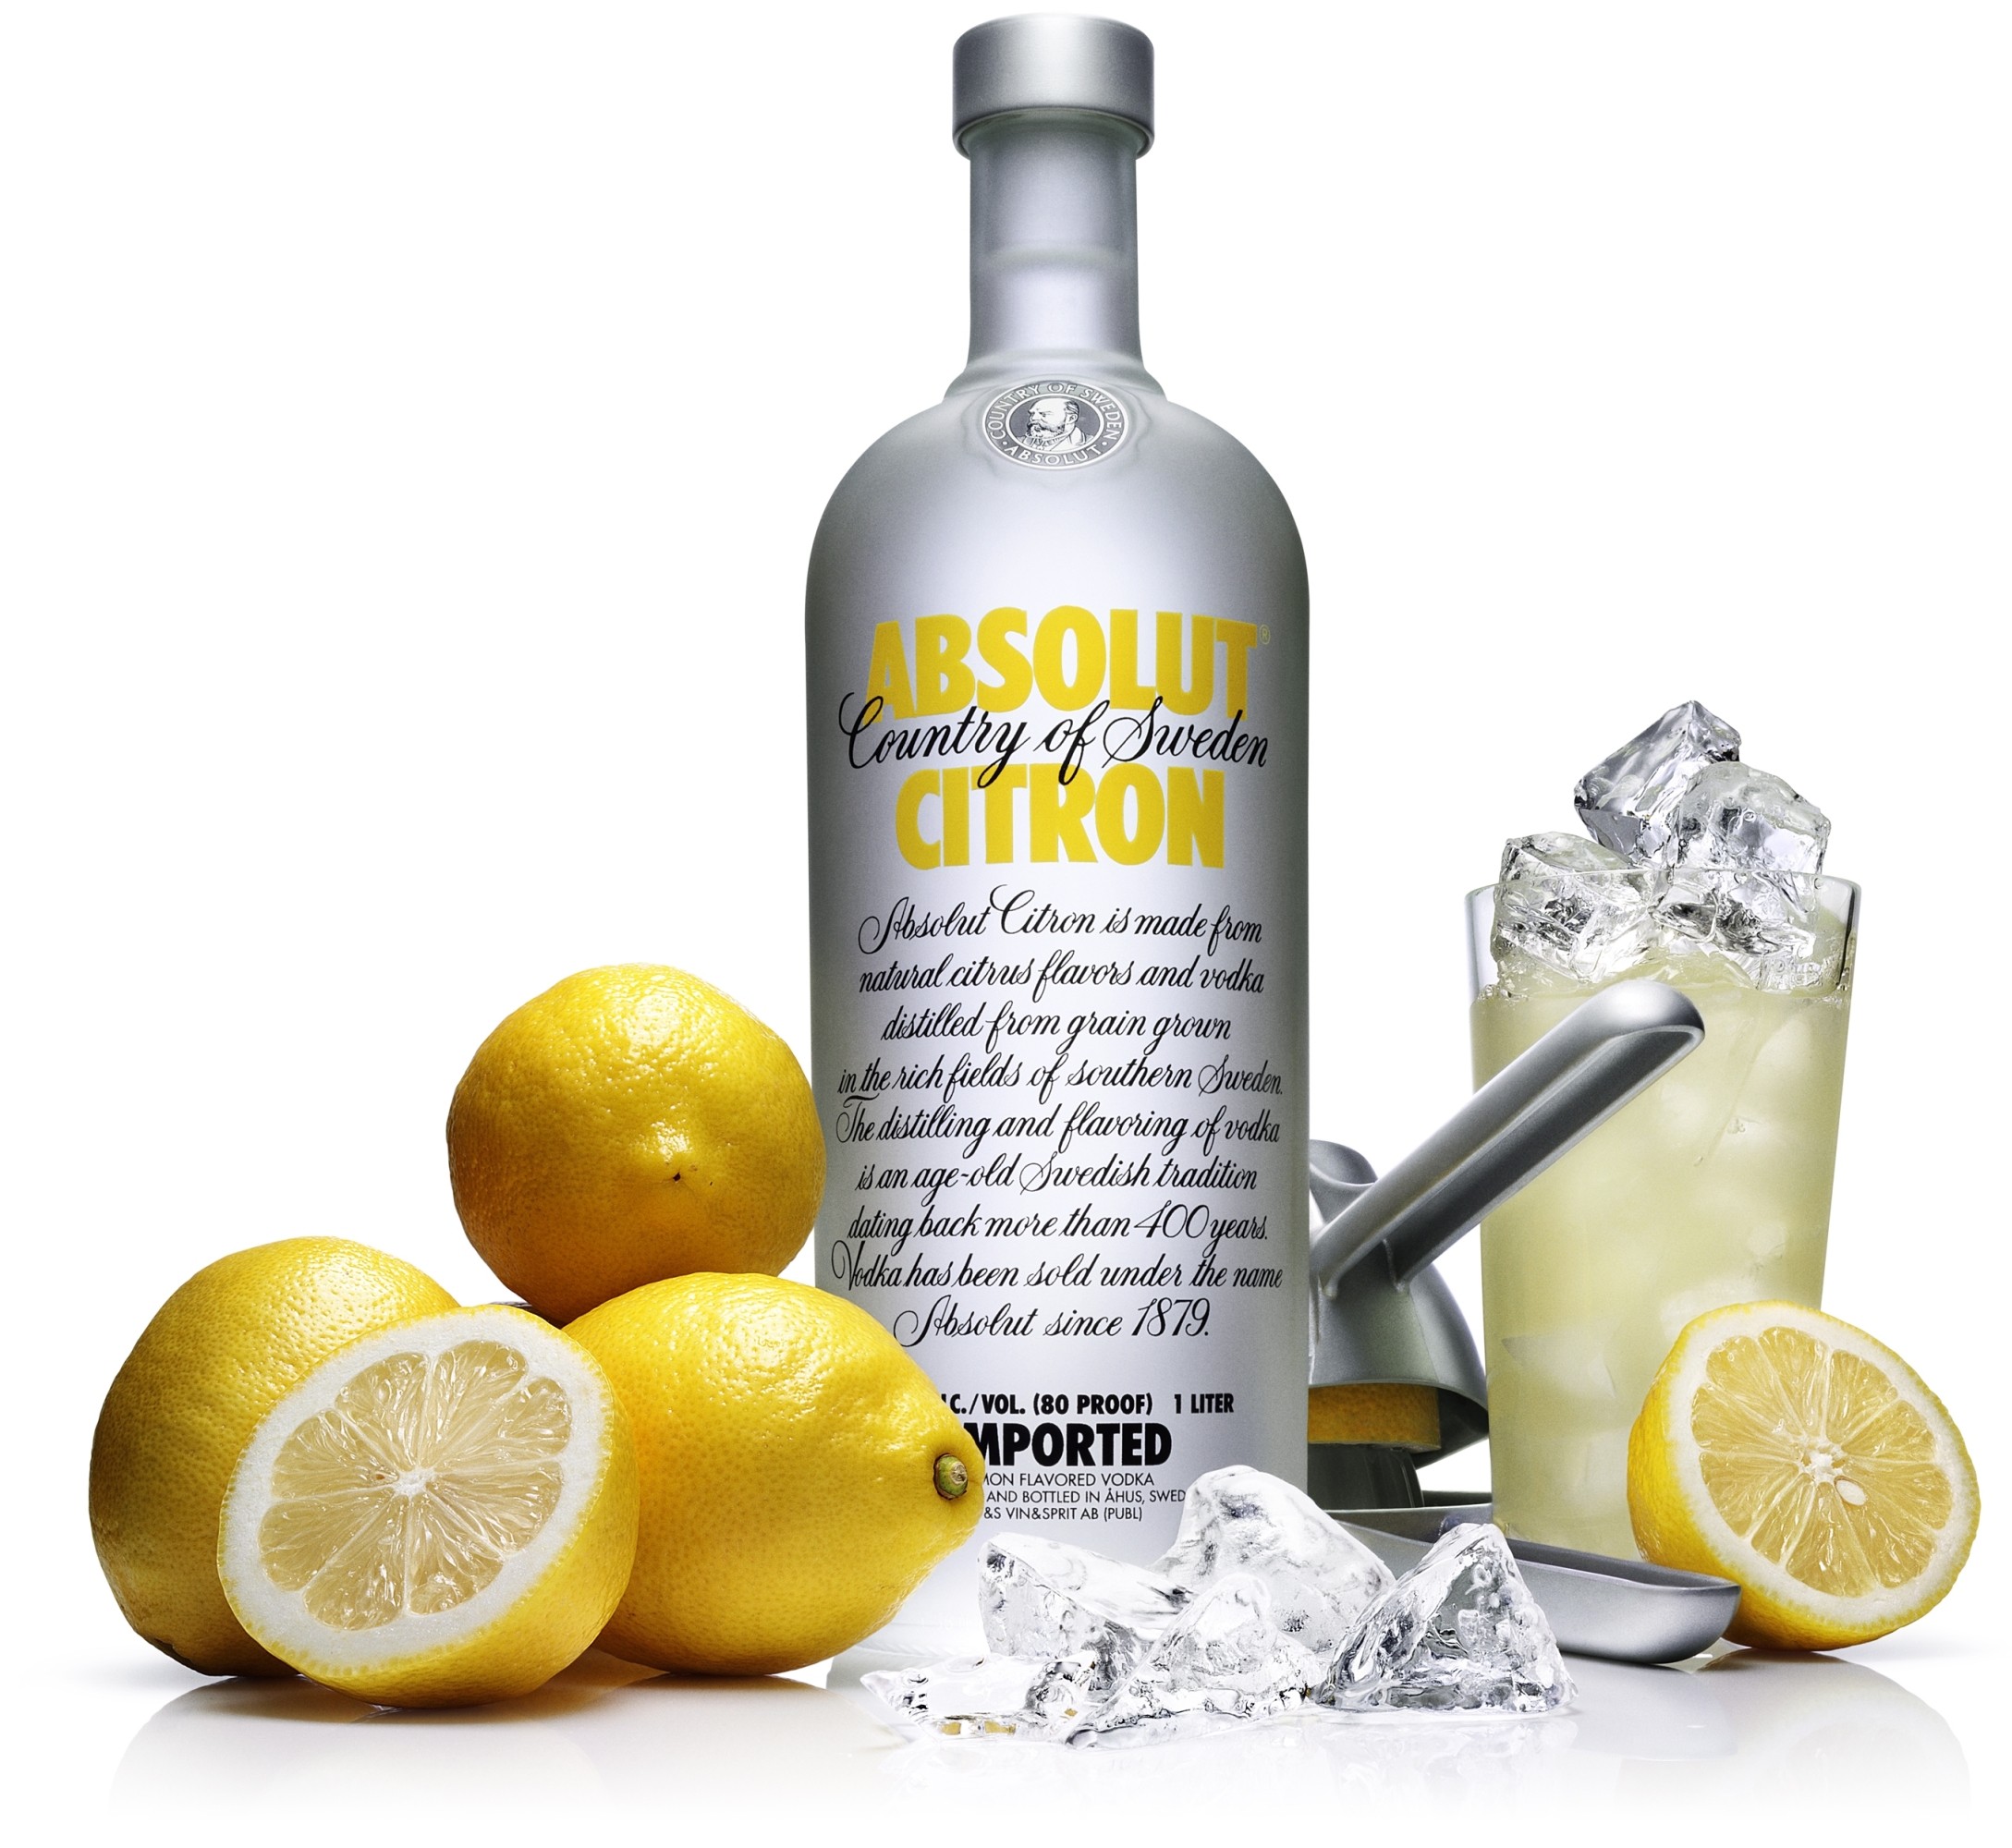 COUNTRY OF SWEDEN
ABSOLUT
ABSOLUT®
Country of Sweden
CITRON
Absolut Citron is made from
natural citrus flavors and vodka
distilled from grain grown
in the rich fields of southern Sweden.
The distilling and flavoring of vodka
is an age-old Swedish tradition
dating back more than 400 years.
Vodka has been sold under the name
Absolut since 1879.
LC./VOL. (80 PROOF) 1 LITER
MPORTED
MON FLAVORED VODKA
AND BOTTLED IN ÅHUS, SWED
&S VIN&SPRIT AB (PUBL)